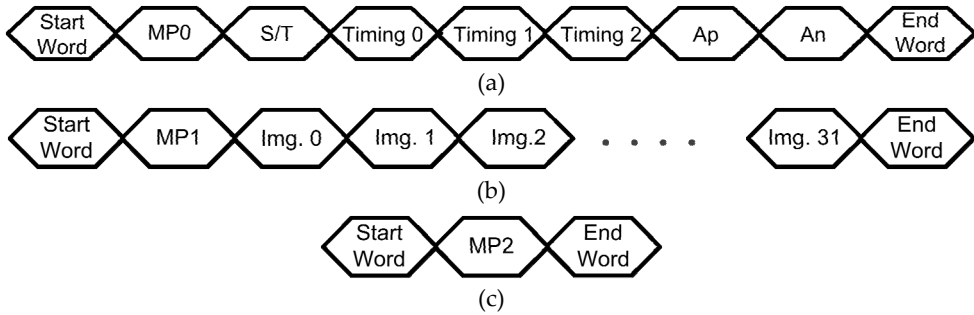 Start Word MP0 S/T Timing 0 Timing 1 Timing 2 Ap An End Word
(a)
Start Word MP1 Img. 0 Img. 1 Img.2 . . . . Img. 31 End Word
(b)
Start Word MP2 End Word
(c)